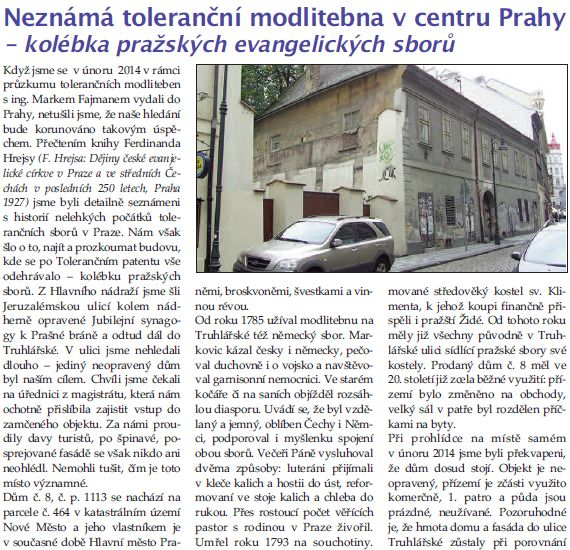 Neznámá toleranční modlitebna v centru Prahy
– kolébka pražských evangelických sborů
Když jsme se v únoru 2014 v rámci
průzkumu tolerančních modliteben
s ing. Markem Fajmanem vydali do
Prahy, netušili jsme, že naše hledání
bude korunováno takovým úspě-
chem. Přečtením knihy Ferdinanda
Hrejsy (F. Hrejsa: Dějiny české evanje-
lické církve v Praze a ve středních Če-
chách v posledních 250 letech, Praha
1927) jsme byli detailně seznámeni
s historií nelehkých počátků tole-
rančních sborů v Praze. Nám však
šlo o to, najít a prozkoumat budovu,
kde se po Tolerančním patentu vše
odehrávalo – kolébku pražských
sborů. Z Hlavního nádraží jsme šli
Jeruzalémskou ulicí kolem nád-
herně opravené Jubilejní synago-
gy k Prašné bráně a odtud dál do
Truhlářské. V ulici jsme nehledali
dlouho – jediný neopravený dům
byl naším cílem. Chvíli jsme čekali
na úřednici z magistrátu, která nám
ochotně přislíbila zajistit vstup do
zamčeného objektu. Za námi prou-
dily davy turistů, po špinavé, po-
sprejované fasádě se však nikdo ani
neohlédl. Nemohli tušit, čím je toto
místo významné.
Dům č. 8, č. p. 1113 se nachází na
parcele č. 464 v katastrálním území
Nové Město a jeho vlastníkem je
v současné době Hlavní město Pra-
němi, broskvoněmi, švestkami a vin-
nou révou.
Od roku 1785 užíval modlitebnu na
Truhlářské též německý sbor. Mar-
kovic kázal česky i německy, pečo-
val duchovně i o vojsko a navštěvo-
val garnisonní nemocnici. Ve starém
kočáře či na saních objížděl rozsáh-
lou diasporu. Uvádí se, že byl vzdě-
laný a jemný, oblíben Čechy i Něm-
ci, podporoval i myšlenku spojení
obou sborů. Večeři Páně vysluhoval
dvěma způsoby: luteráni přijímali
v kleče kalich a hostii do úst, refor-
movaní ve stoje kalich a chleba do
rukou. Přes rostoucí počet věřících
pastor s rodinou v Praze živořil.
Umřel roku 1793 na souchotiny.
mované středověký kostel sv. Kli-
menta, k jehož koupi finančně při-
spěli i pražští Židé. Od tohoto roku
měly již všechny původně v Truh-
lářské ulici sídlící pražské sbory své
kostely. Prodaný dům č. 8 měl ve
20. století již zcela běžné využití: pří-
zemí bylo změněno na obchody,
velký sál v patře byl rozdělen příč-
kami na byty.
Při prohlídce na místě samém
v únoru 2014 jsme byli překvapeni,
že dům dosud stojí. Objekt je ne-
opravený, přízemí je zčásti využito
komerčně, 1. patro a půda jsou
prázdné, neužívané. Pozoruhodné
je, že hmota domu a fasáda do ulice
Truhlářské zůstaly při porovnání